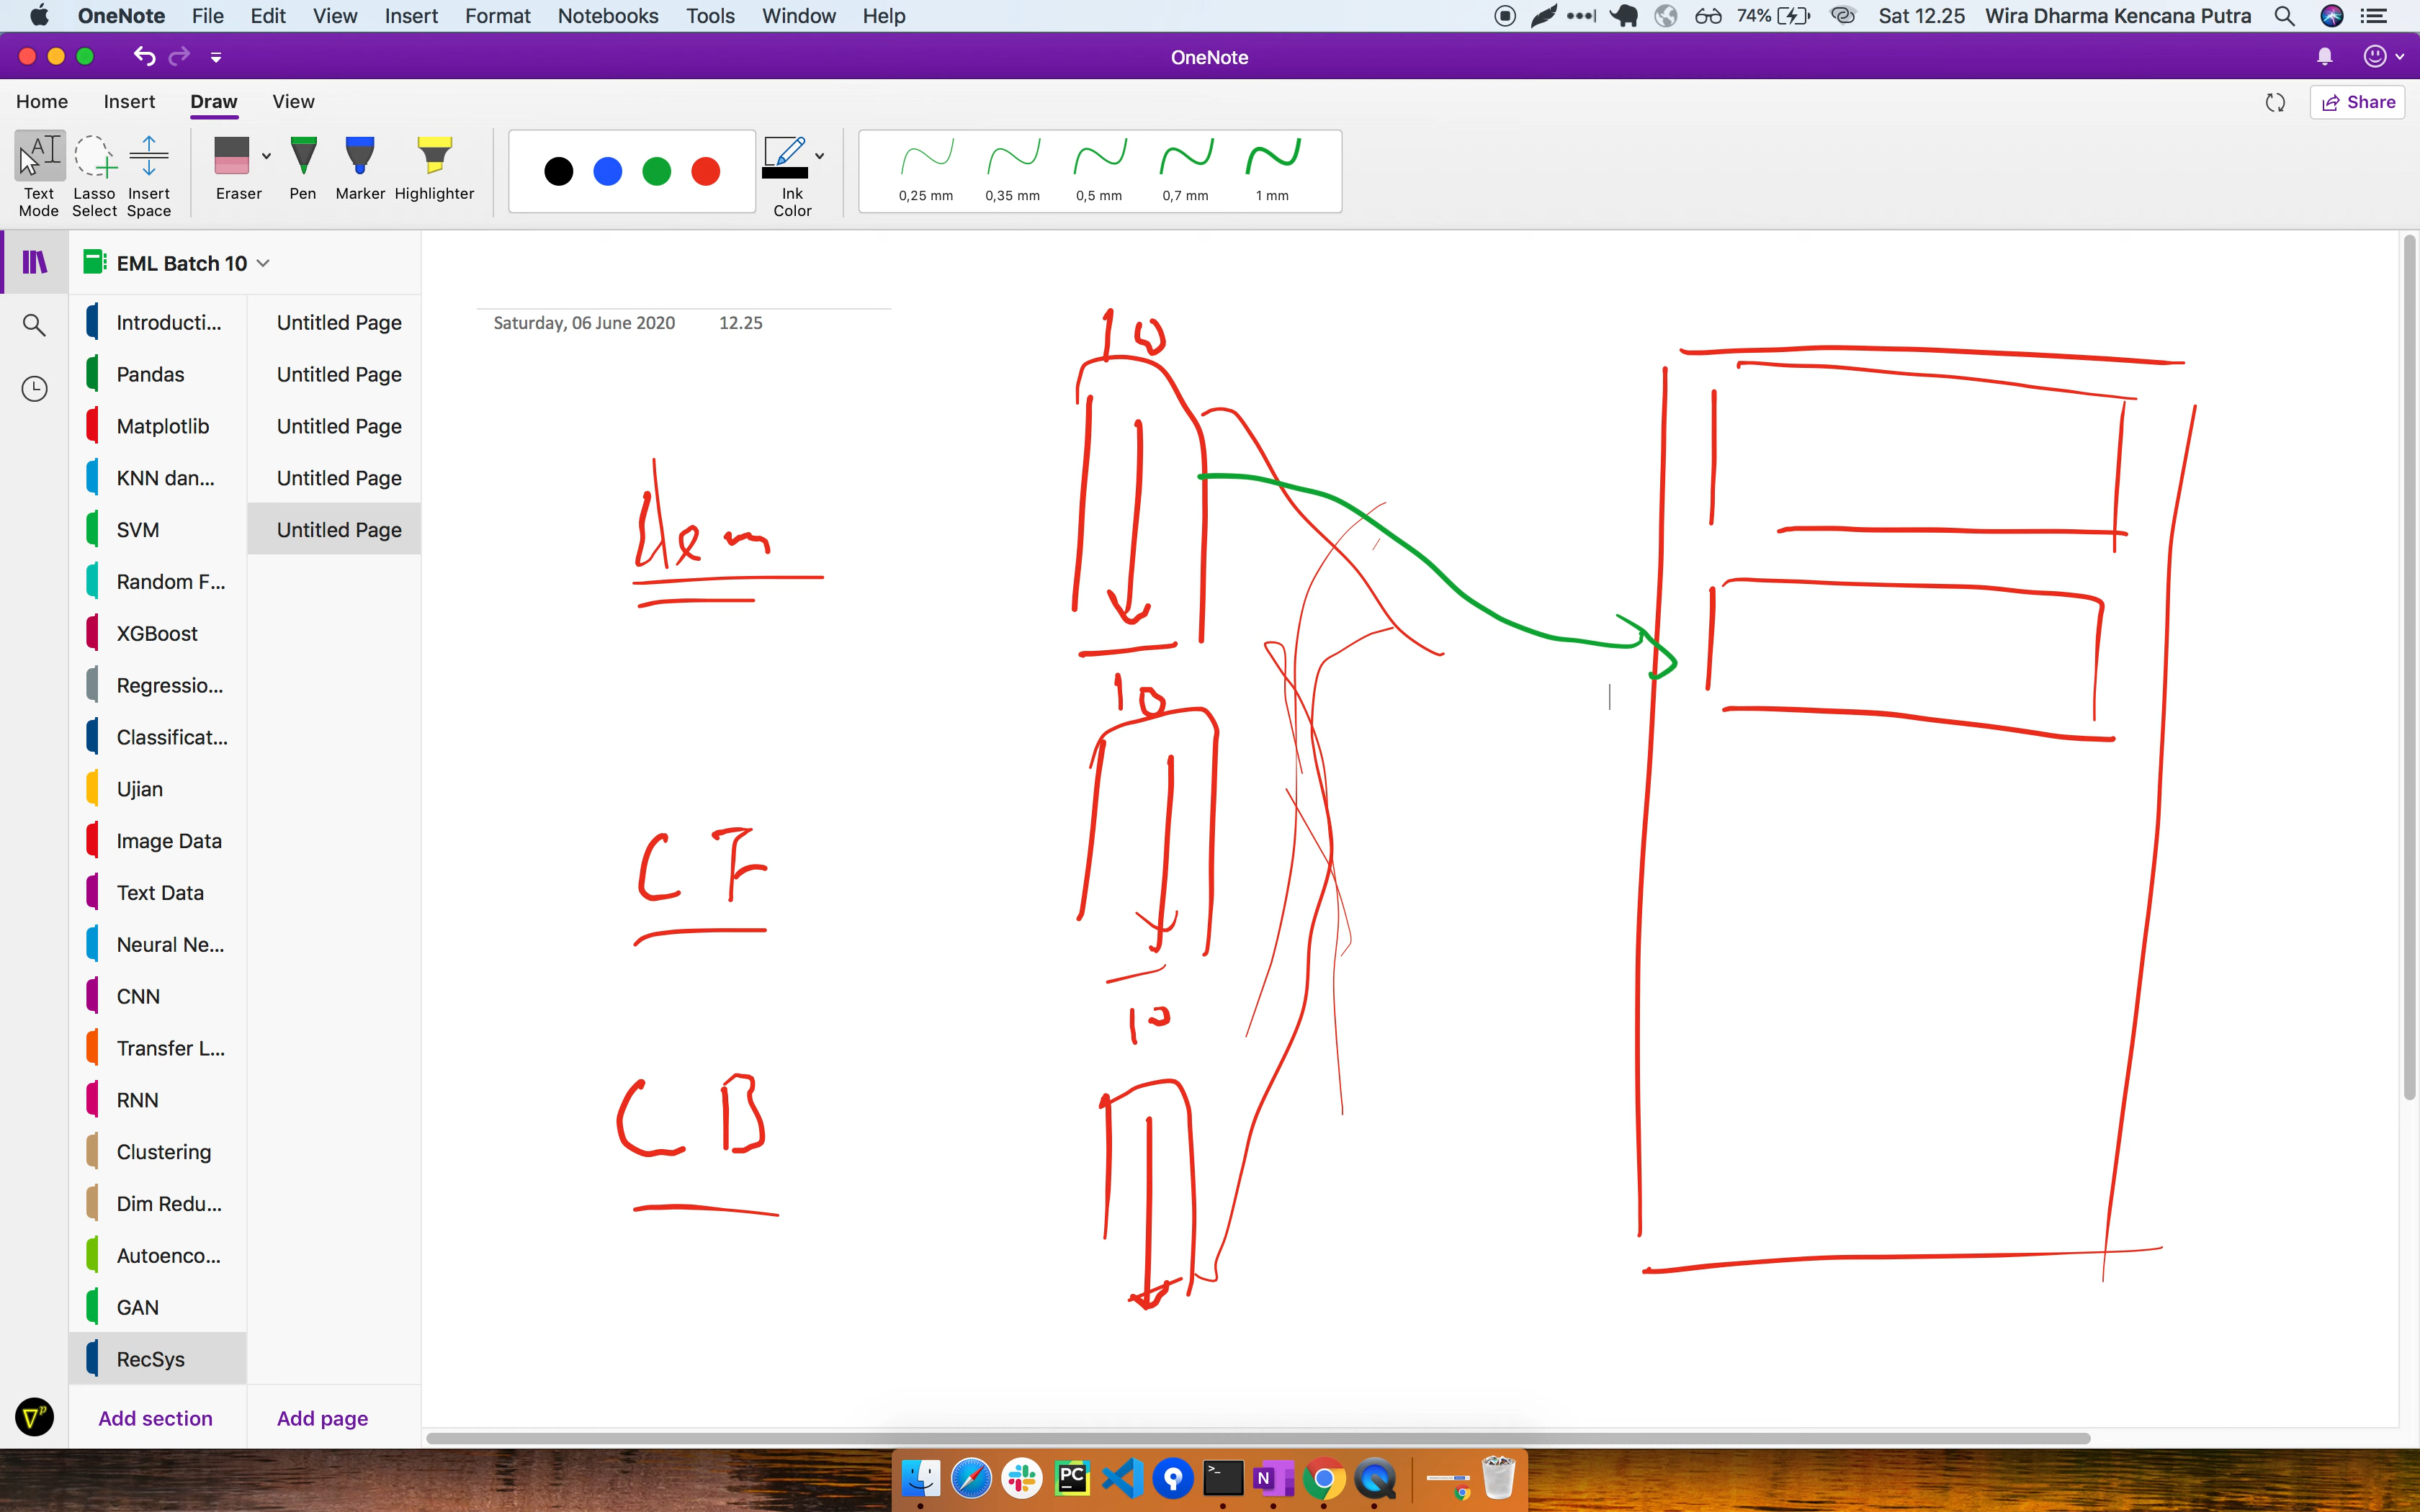 OneNote File Edit View Insert Format Notebooks Tools Window Help 74% Sat 12.25 Wira Dharma Kencana Putra
OneNote
Home Insert Draw View Share
Text Mode
Lasso Select
Insert Space
Eraser
Pen
Marker
Highlighter
Ink Color
0,25 mm 0,35 mm 0,5 mm 0,7 mm 1 mm
EML Batch 10
Introducti...
Pandas
Matplotlib
KNN dan...
SVM
Random F...
XGBoost
Regressio...
Classificat...
Ujian
Image Data
Text Data
Neural Ne...
CNN
Transfer L...
RNN
Clustering
Dim Redu...
Autoenco...
GAN
RecSys
Add section
Untitled Page
Untitled Page
Untitled Page
Untitled Page
Untitled Page
Add page
Saturday, 06 June 2020 12.25
10
Dem
10
CF
10
CB
PC
N